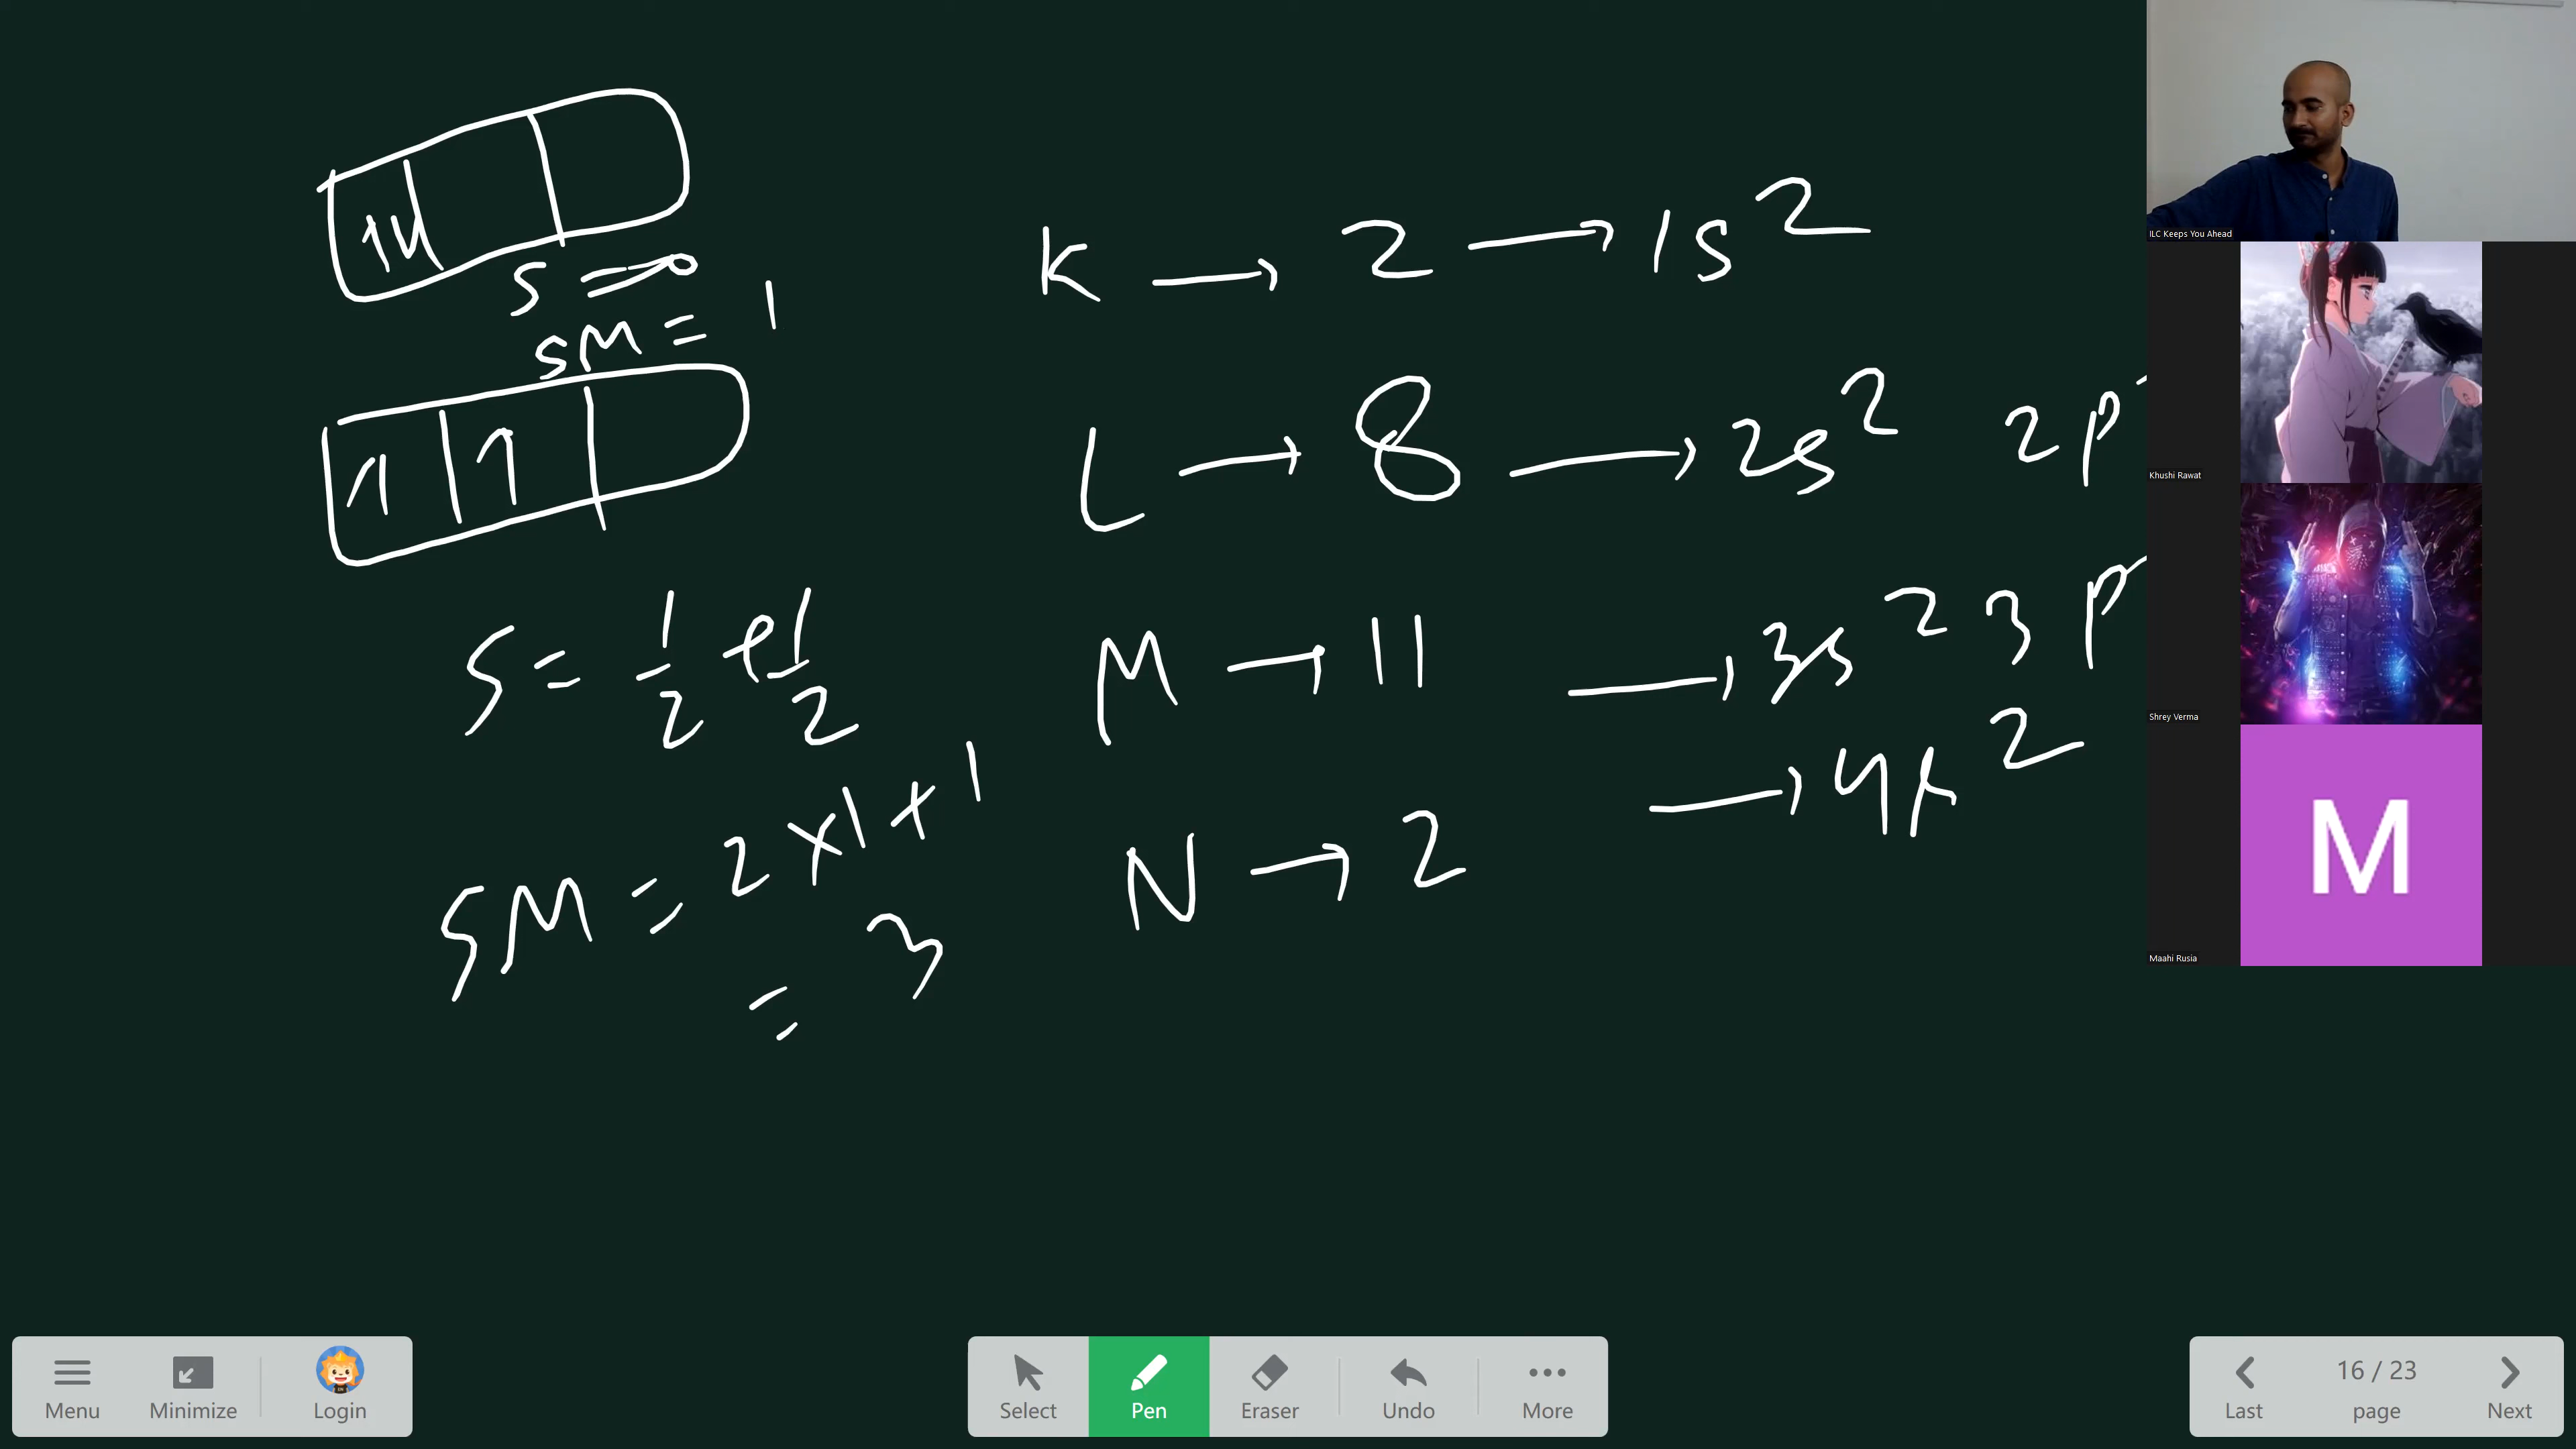 1↿⇂
S = 0
SM = 1
1 1
S = 1/2 + 1/2
SM = 2 x 1 + 1
= 3
K → 2 → 1s²
L → 8 → 2s² 2p
M → 11 → 3s² 3p
N → 2 → 4s²
ILC Keeps You Ahead
Khushi Rawat
Shrey Verma
M
Maahi Rusia
Menu Minimize Login
Select Pen Eraser Undo More
Last 16 / 23 page Next